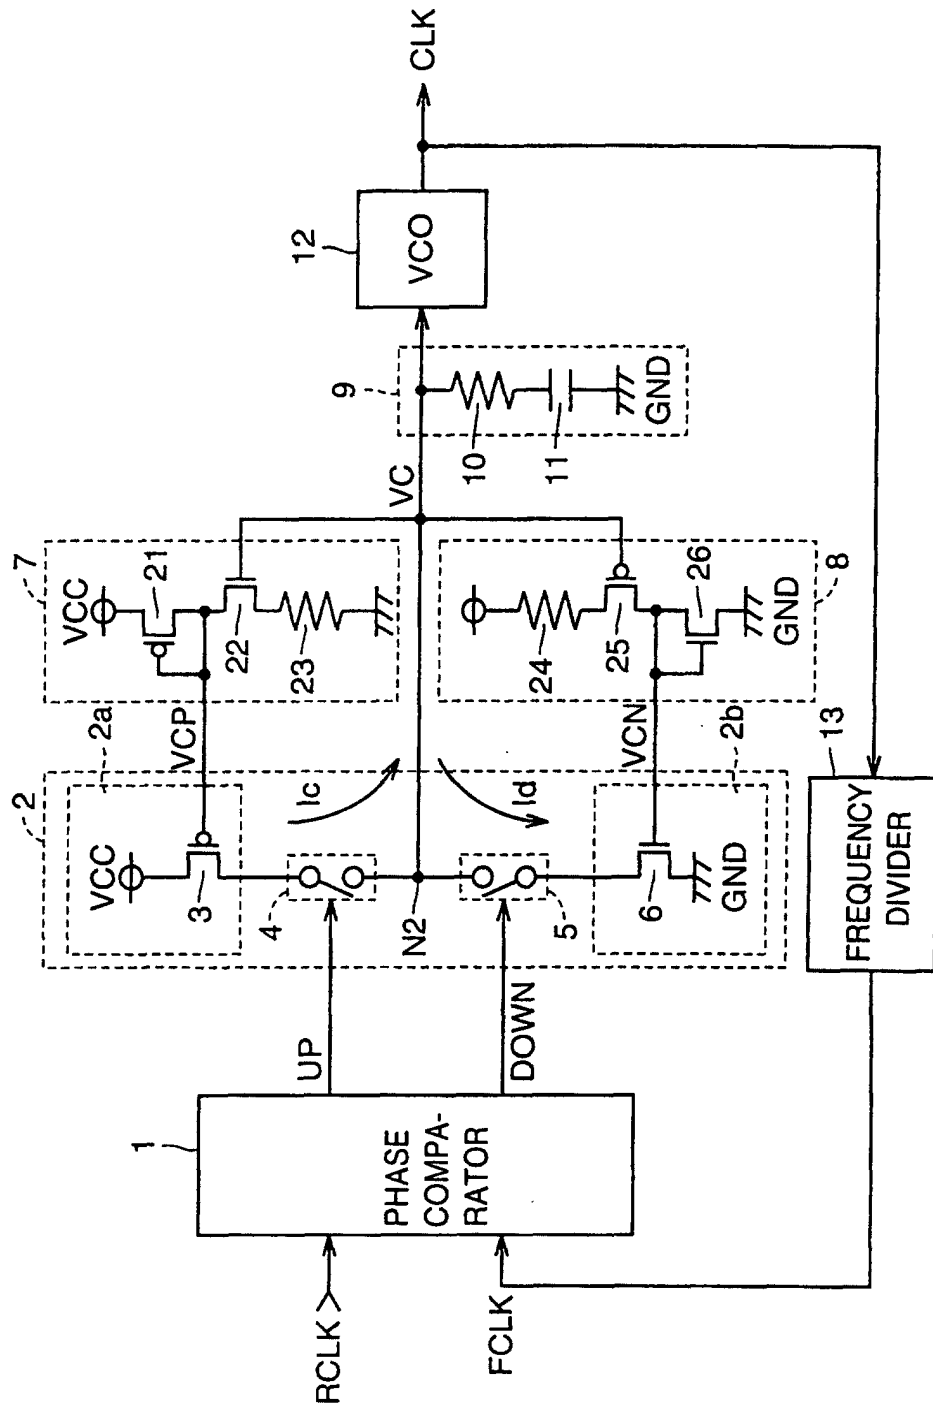 2
2a
VCC
3
4
UP
Ic
N2
Id
5
DOWN
6
GND
2b
7
VCC
21
22
23
VCP
VC
24
25
26
VCN
GND
8
9
10
11
GND
12
VCO
CLK
1
PHASE
COMPA-
RATOR
RCLK
FCLK
13
FREQUENCY
DIVIDER